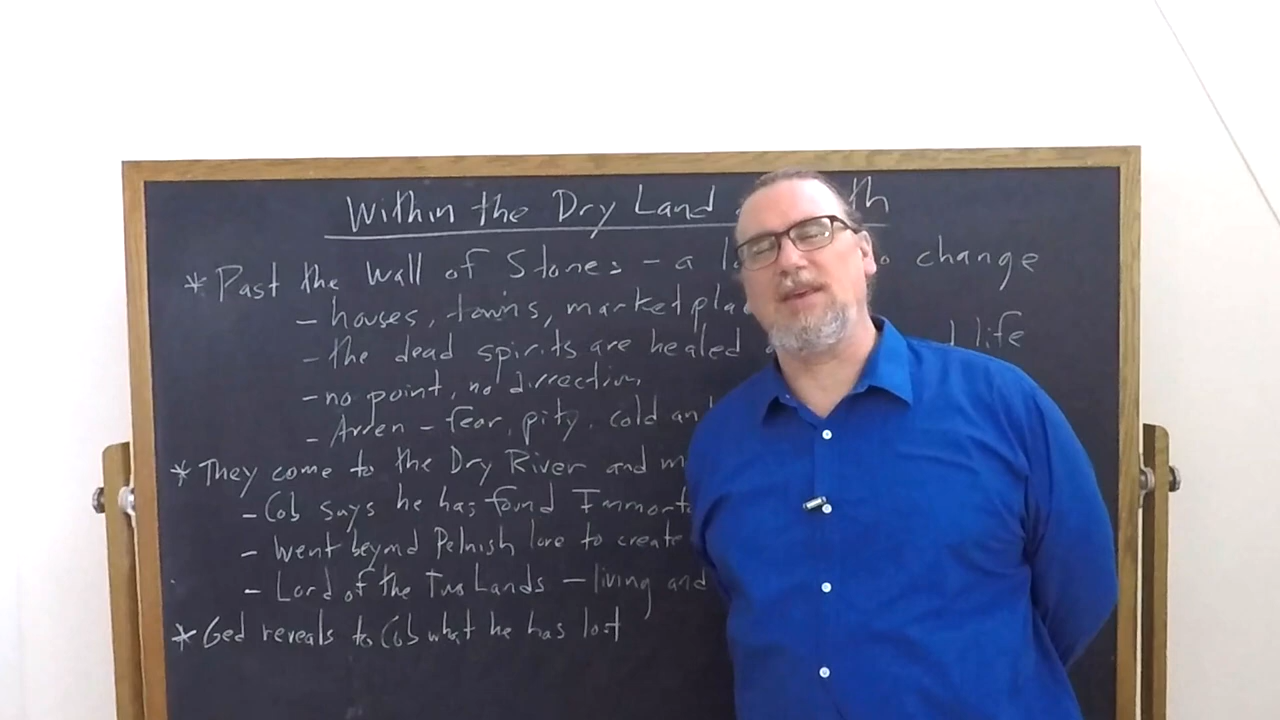 Within the Dry Land th
* Past the Wall of Stones - a change
- houses, towns, marketpla
- the dead spirits are healed life
- no point, no direction
- Arren - fear, pity, cold an
* They come to the Dry River and m
- Cob says he has found Immorta
- Went beyond Pelnish lore to create
- Lord of the Two Lands - living and
* Ged reveals to Cob what he has lost